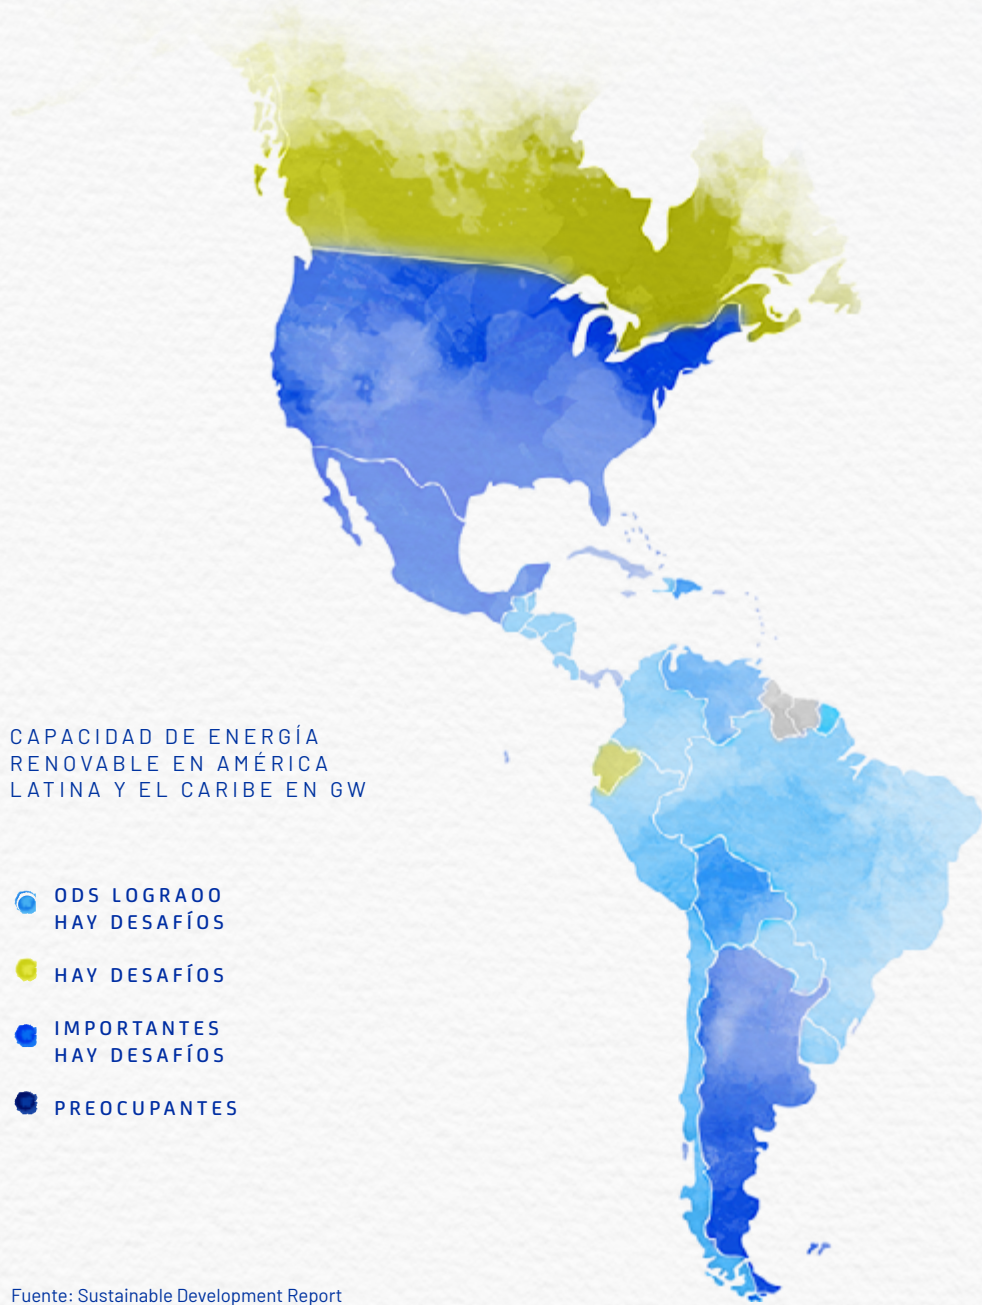 CAPACIDAD DE ENERGÍA
RENOVABLE EN AMÉRICA
LATINA Y EL CARIBE EN GW
ODS LOGRAOO
HAY DESAFÍOS
HAY DESAFÍOS
IMPORTANTES
HAY DESAFÍOS
PREOCUPANTES
Fuente: Sustainable Development Report